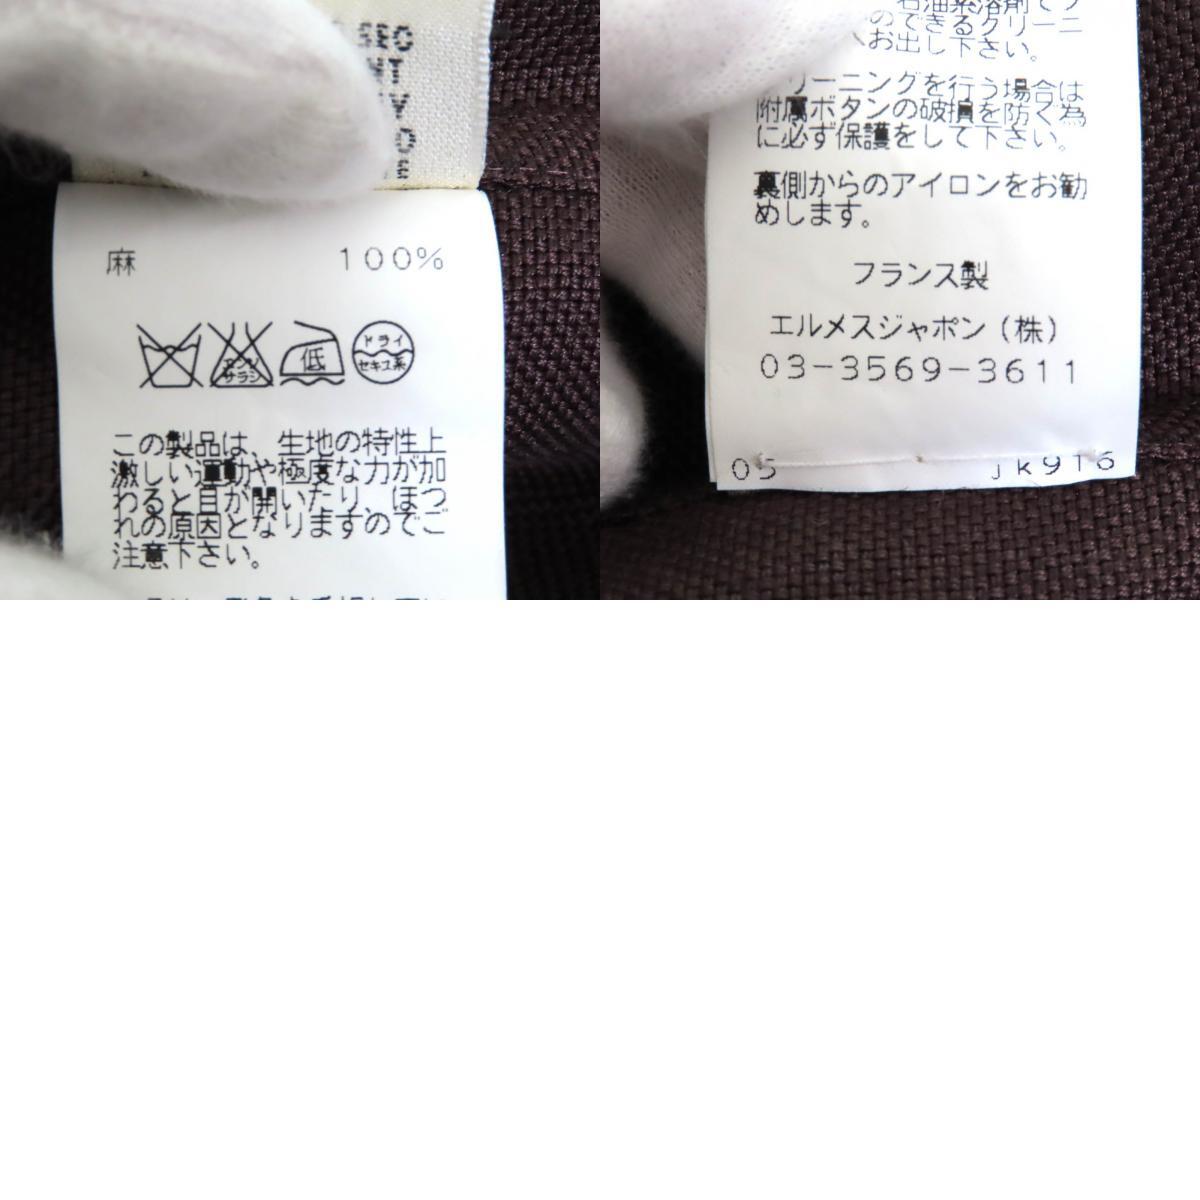 SEC
麻 100%
エンソ
サラシ
低
ドライ
セキユ系
この製品は、生地の特性上
激しい運動や極度な力が加
わると目が開いたり、ほつ
れの原因となりますのでご
注意下さい。
石油系溶剤で
のできるクリーニ
お出し下さい。
リーニングを行う場合は
附属ボタンの破損を防ぐ為
に必ず保護をして下さい。
裏側からのアイロンをお勧
めします。
フランス製
エルメスジャポン(株)
03-3569-3611
05 jk916